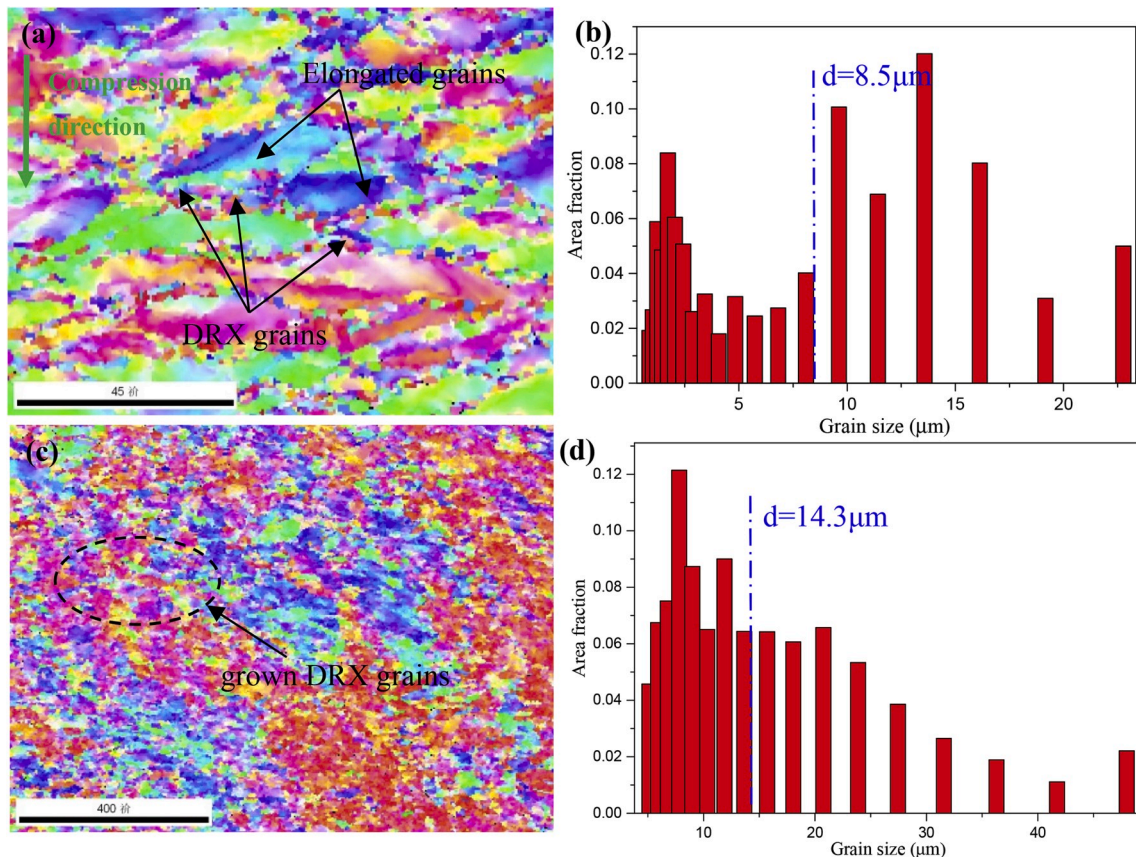 (a)
Compression
direction
Elongated grains
DRX grains
45 祄
(b)
0.12
0.10
0.08
0.06
0.04
0.02
0.00
Area fraction
d=8.5μm
5
10
15
20
Grain size (μm)
(c)
grown DRX grains
400 祄
(d)
0.12
0.10
0.08
0.06
0.04
0.02
0.00
Area fraction
d=14.3μm
10
20
30
40
Grain size (μm)